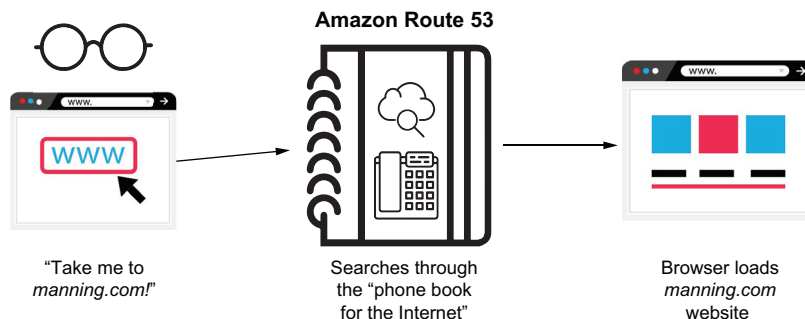 Amazon Route 53
www.
WWW
www.
“Take me to
manning.com!”
Searches through
the “phone book
for the Internet”
Browser loads
manning.com
website